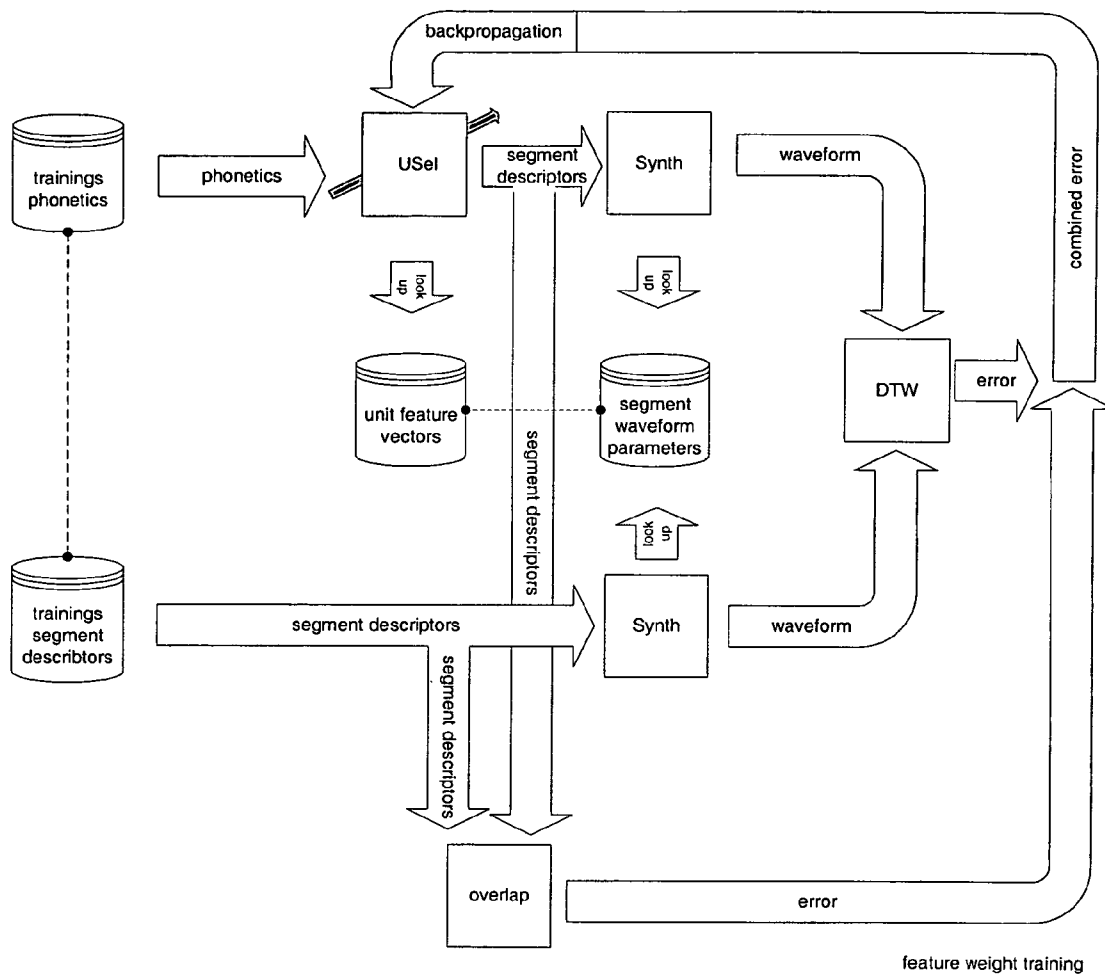 backpropagation
trainings
phonetics
phonetics
USel
segment
descriptors
Synth
waveform
combined error
look
up
look
up
unit feature
vectors
segment
waveform
parameters
DTW
error
segment descriptors
look
up
trainings
segment
describtors
segment descriptors
Synth
waveform
segment descriptors
overlap
error
feature weight training